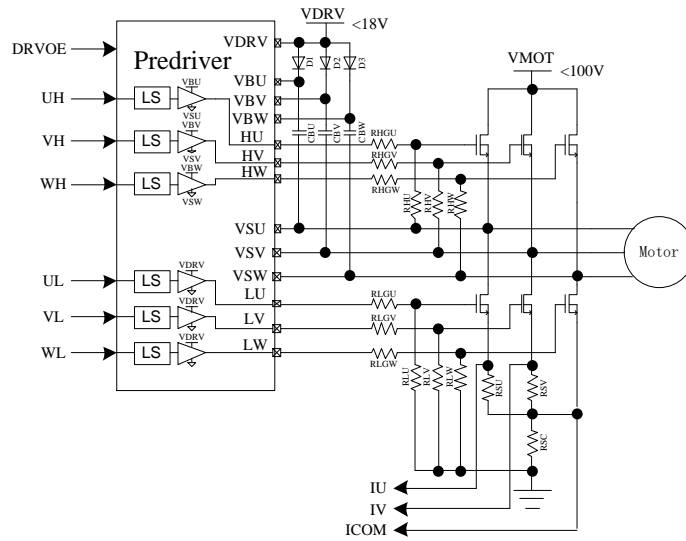 VDRV
<18V
DRVOE
Predriver
VDRV
D1
D2
D3
VMOT
<100V
VBU
VBV
VBW
CBU
CBV
CBW
UH
LS
VBU
VSU
HU
RHGU
VH
LS
VBV
VSV
HV
RHGV
WH
LS
VBW
VSW
HW
RHGW
RHU
RHV
RHW
VSU
VSV
VSW
Motor
UL
LS
VDRV
LU
RLGU
VL
LS
VDRV
LV
RLGV
WL
LS
VDRV
LW
RLGW
RLU
RLV
RLW
RSU
RSV
RSC
IU
IV
ICOM